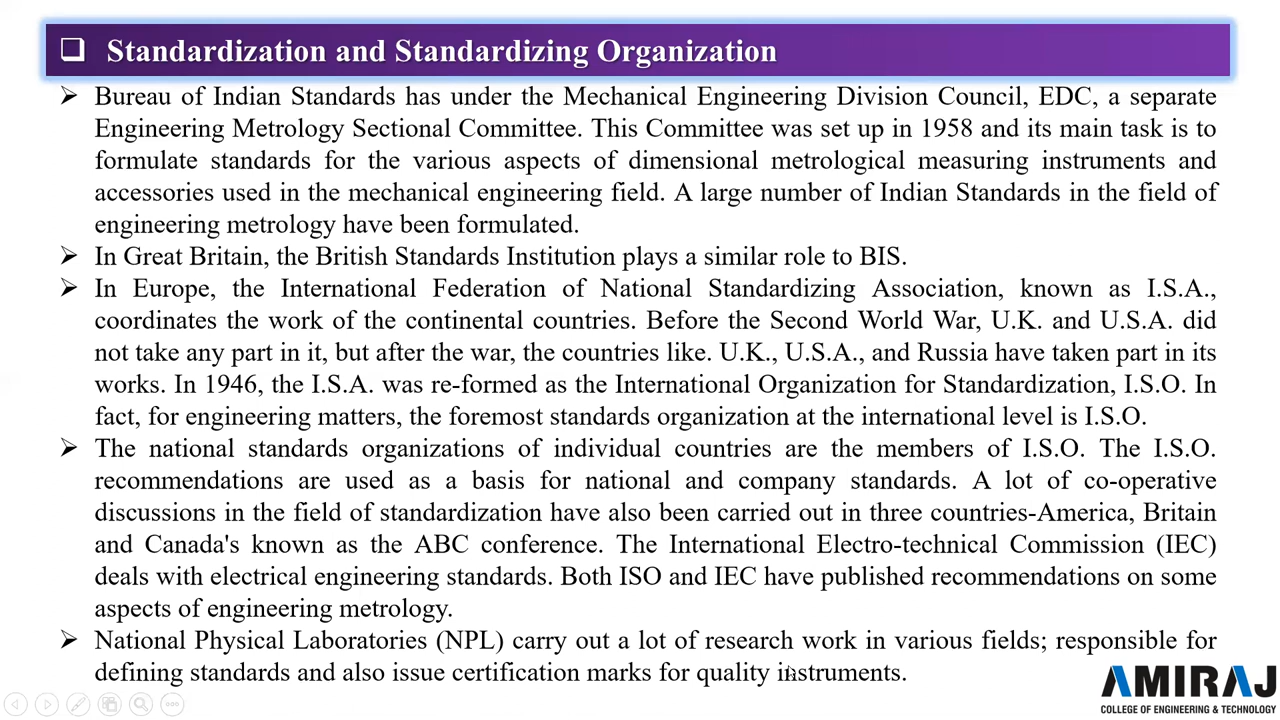 Standardization and Standardizing Organization
Bureau of Indian Standards has under the Mechanical Engineering Division Council, EDC, a separate
Engineering Metrology Sectional Committee. This Committee was set up in 1958 and its main task is to
formulate standards for the various aspects of dimensional metrological measuring instruments and
accessories used in the mechanical engineering field. A large number of Indian Standards in the field of
engineering metrology have been formulated.
In Great Britain, the British Standards Institution plays a similar role to BIS.
In Europe, the International Federation of National Standardizing Association, known as I.S.A.,
coordinates the work of the continental countries. Before the Second World War, U.K. and U.S.A. did
not take any part in it, but after the war, the countries like. U.K., U.S.A., and Russia have taken part in its
works. In 1946, the I.S.A. was re-formed as the International Organization for Standardization, I.S.O. In
fact, for engineering matters, the foremost standards organization at the international level is I.S.O.
The national standards organizations of individual countries are the members of I.S.O. The I.S.O.
recommendations are used as a basis for national and company standards. A lot of co-operative
discussions in the field of standardization have also been carried out in three countries-America, Britain
and Canada's known as the ABC conference. The International Electro-technical Commission (IEC)
deals with electrical engineering standards. Both ISO and IEC have published recommendations on some
aspects of engineering metrology.
National Physical Laboratories (NPL) carry out a lot of research work in various fields; responsible for
defining standards and also issue certification marks for quality instruments.
AMIRAJ
COLLEGE OF ENGINEERING & TECHNOLOGY